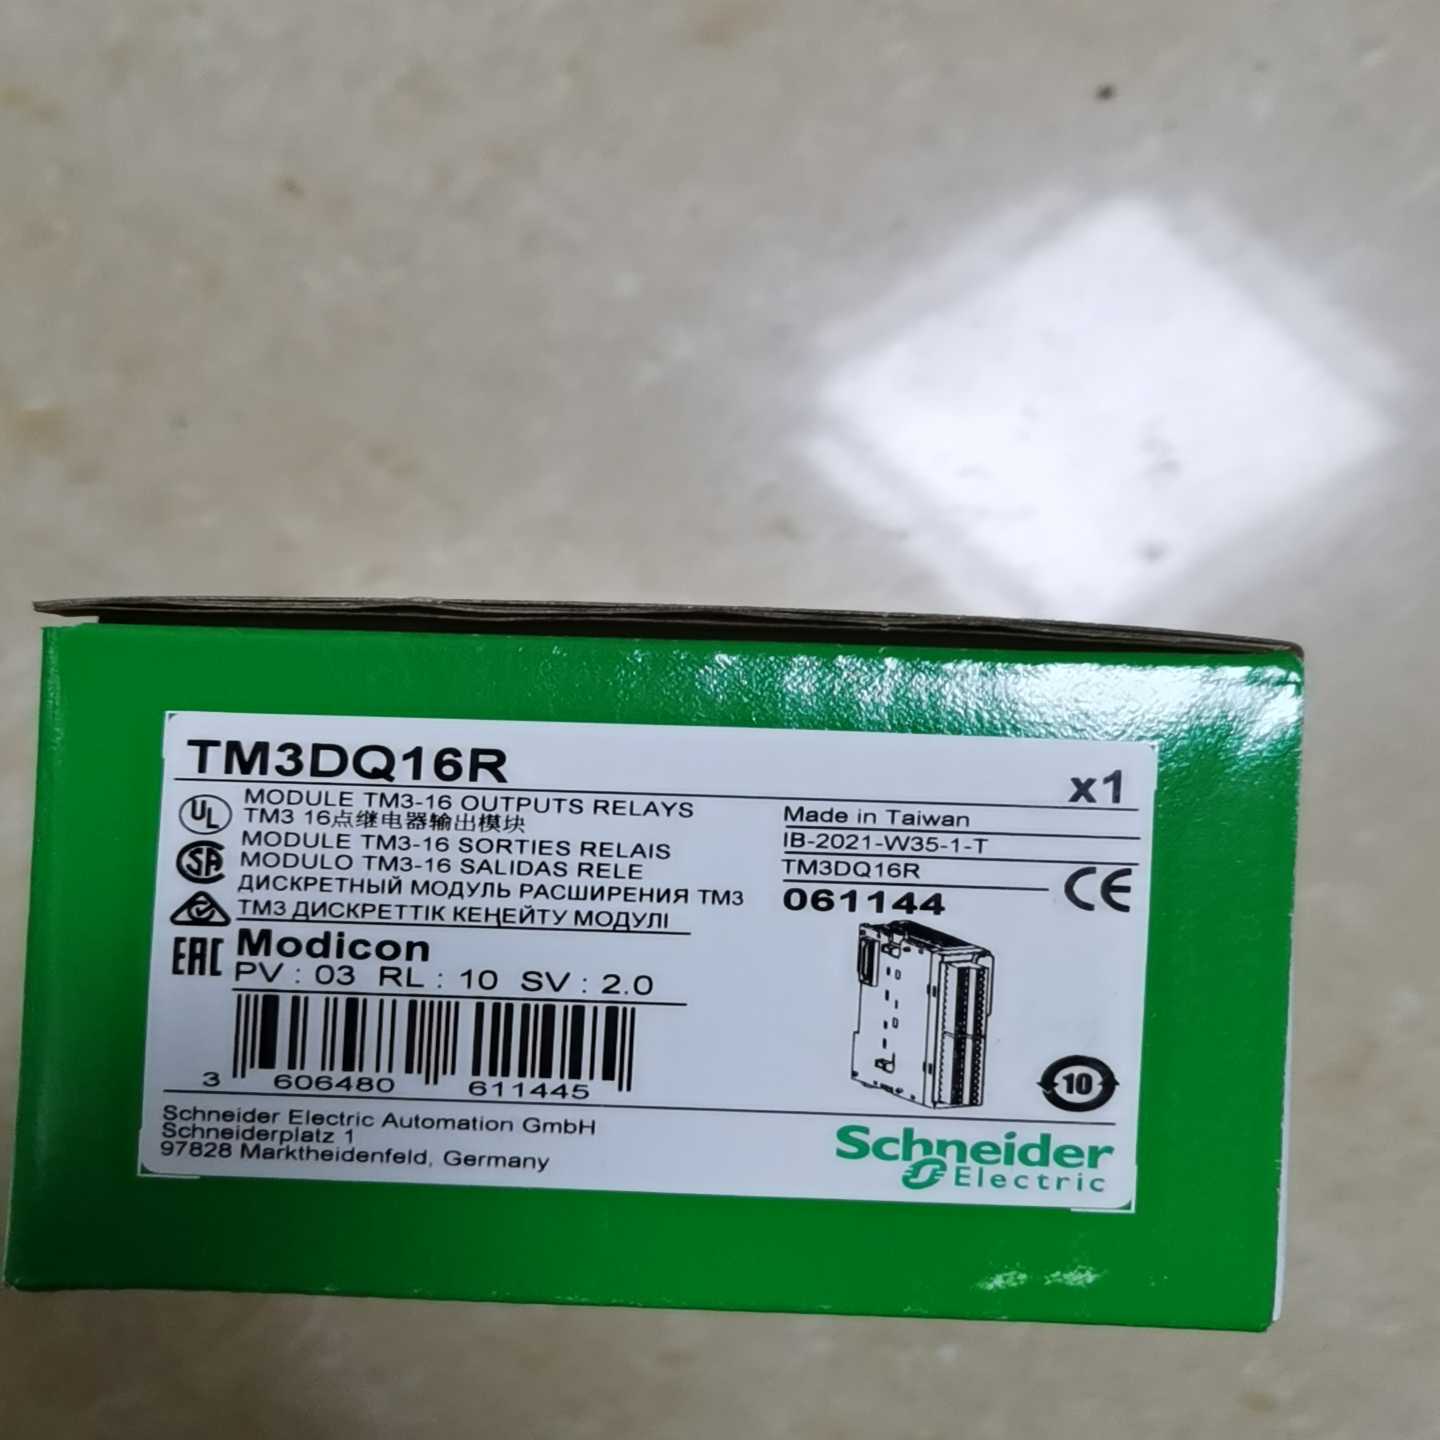 TM3DQ16R
x1
UL
MODULE TM3-16 OUTPUTS RELAYS
TM3 16点继电器输出模块
MODULE TM3-16 SORTIES RELAIS
MODULO TM3-16 SALIDAS RELE
ДИСКРЕТНЫЙ МОДУЛЬ РАСШИРЕНИЯ ТМ3
ТМ3 ДИСКРЕТТІК КЕҢЕЙТУ МОДУЛІ
SA
EAC
Modicon
PV : 03 RL : 10 SV : 2.0
3 606480 611445
Made in Taiwan
IB-2021-W35-1-T
TM3DQ16R
061144
CE
10
Schneider Electric Automation GmbH
Schneiderplatz 1
97828 Marktheidenfeld, Germany
Schneider
Electric